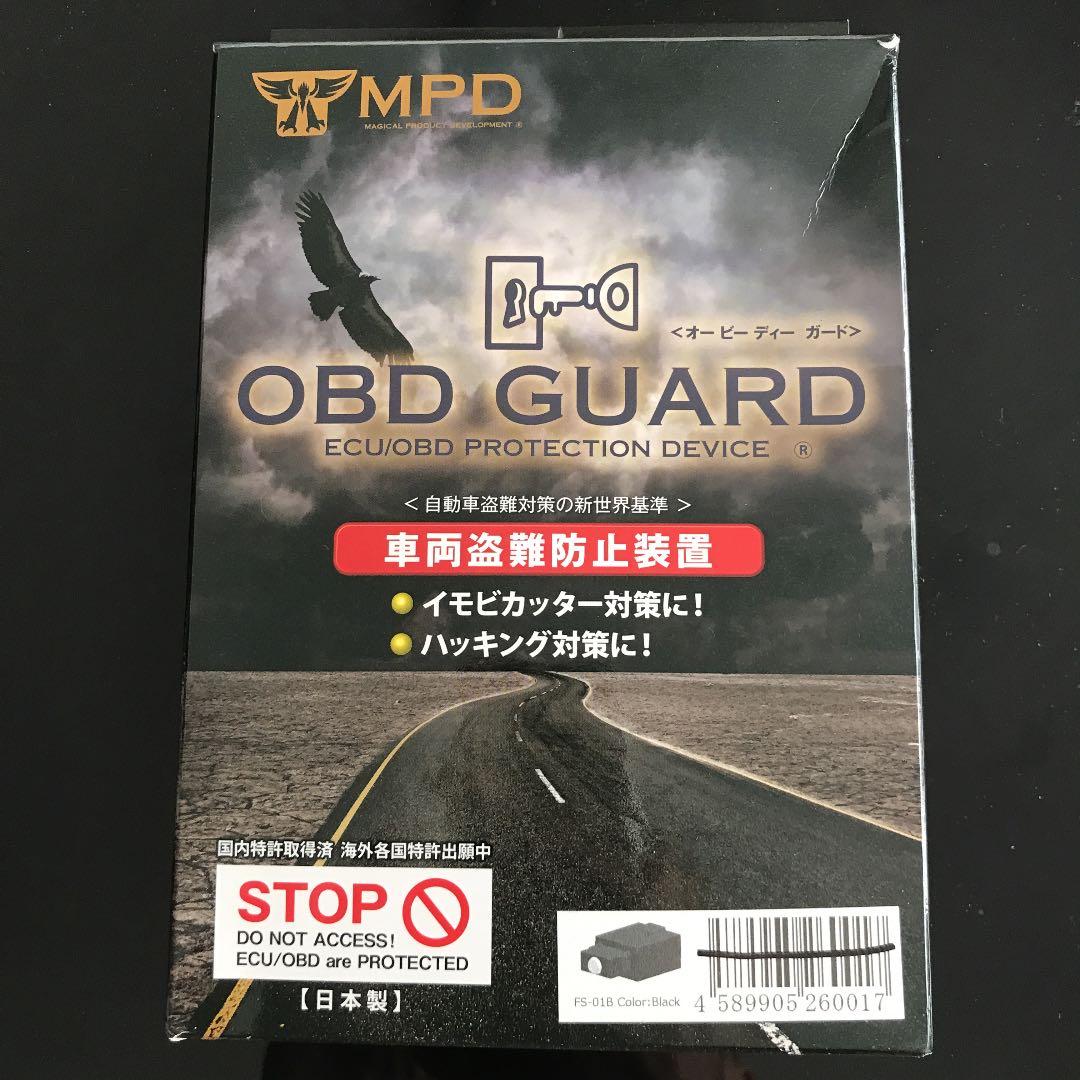 MPD
MAGICAL PRODUCT DEVELOPMENT ®
<オー ビー ディー ガード>
OBD GUARD
ECU/OBD PROTECTION DEVICE ®
＜自動車盗難対策の新世界基準＞
車両盗難防止装置
イモビカッター対策に!
ハッキング対策に!
国内特許取得済 海外各国特許出願中
STOP
DO NOT ACCESS!
ECU/OBD are PROTECTED
【日本製】
FS-01B Color:Black
4 589905 260017